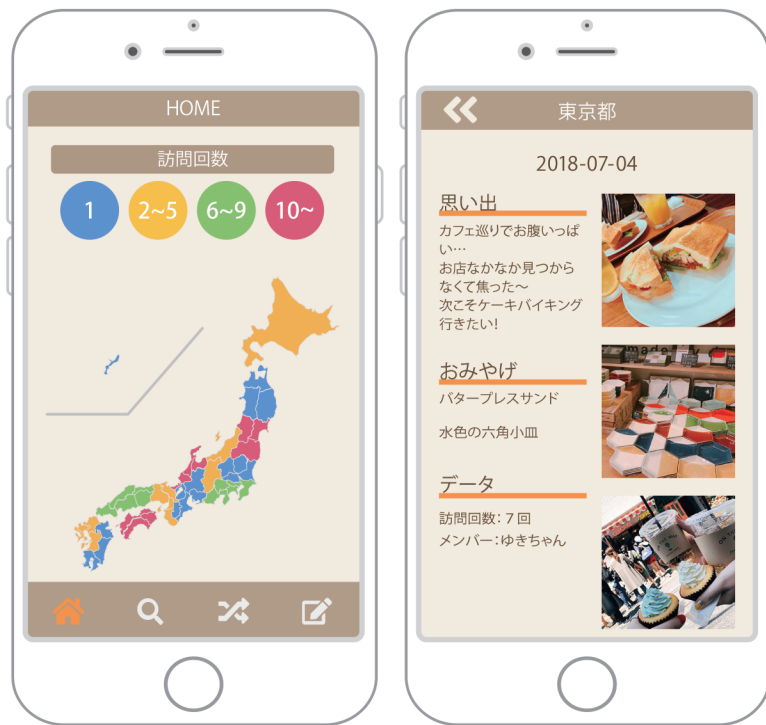 HOME
訪問回数
1
2~5
6~9
10~
東京都
2018-07-04
思い出
カフェ巡りでお腹いっぱ
い…
お店なかなか見つから
なくて焦った〜
次こそケーキバイキング
行きたい!
おみやげ
バタープレスサンド
水色の六角小皿
データ
訪問回数:7回
メンバー:ゆきちゃん
made